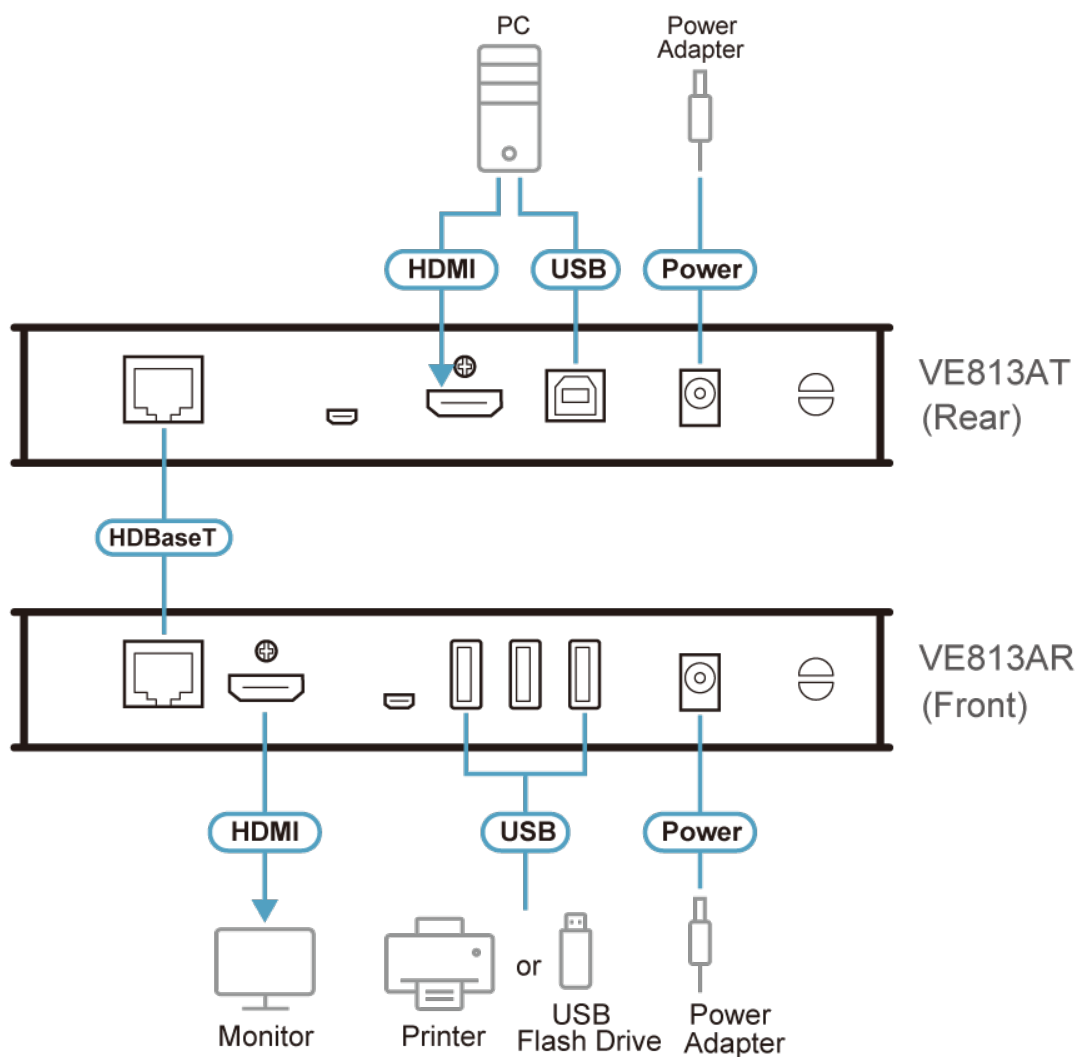 PC
Power
Adapter
HDMI
USB
Power
VE813AT
(Rear)
HDBaseT
VE813AR
(Front)
HDMI
USB
Power
Monitor
Printer
or
USB
Flash Drive
Power
Adapter